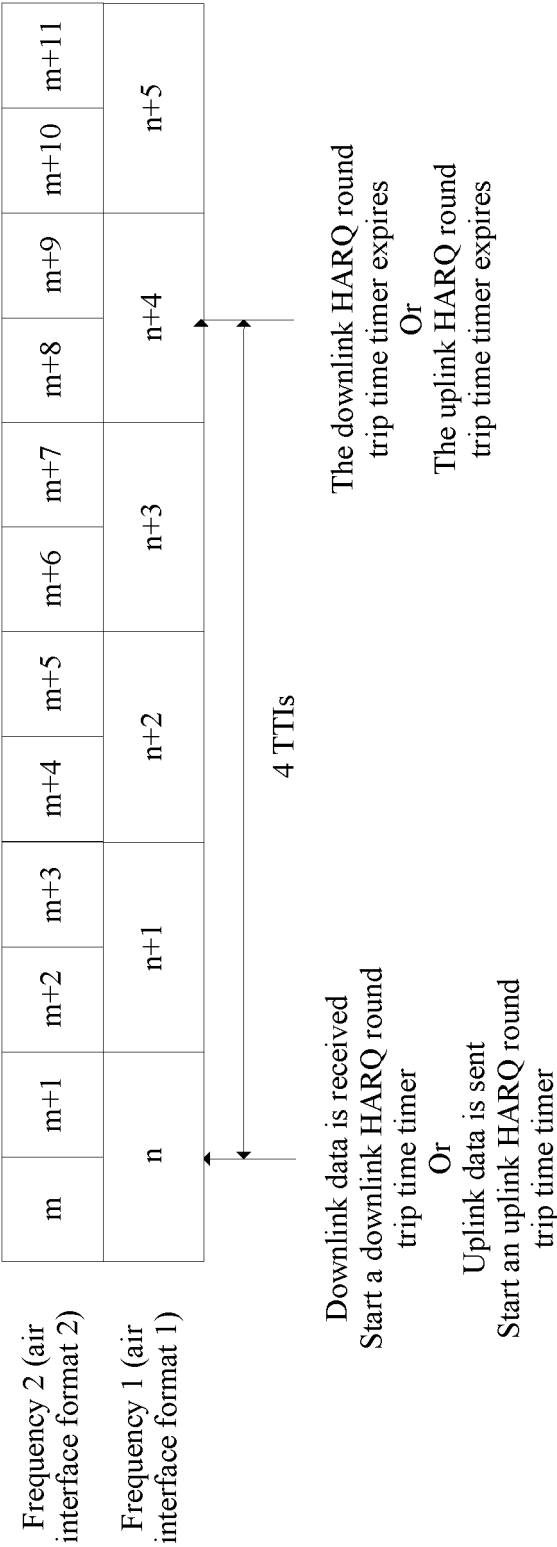 Frequency 2 (air
interface format 2)
m
m+1
m+2
m+3
m+4
m+5
m+6
m+7
m+8
m+9
m+10
m+11
Frequency 1 (air
interface format 1)
n
n+1
n+2
n+3
n+4
n+5
4 TTIs
Downlink data is received
Start a downlink HARQ round
trip time timer
Or
Uplink data is sent
Start an uplink HARQ round
trip time timer
The downlink HARQ round
trip time timer expires
Or
The uplink HARQ round
trip time timer expires